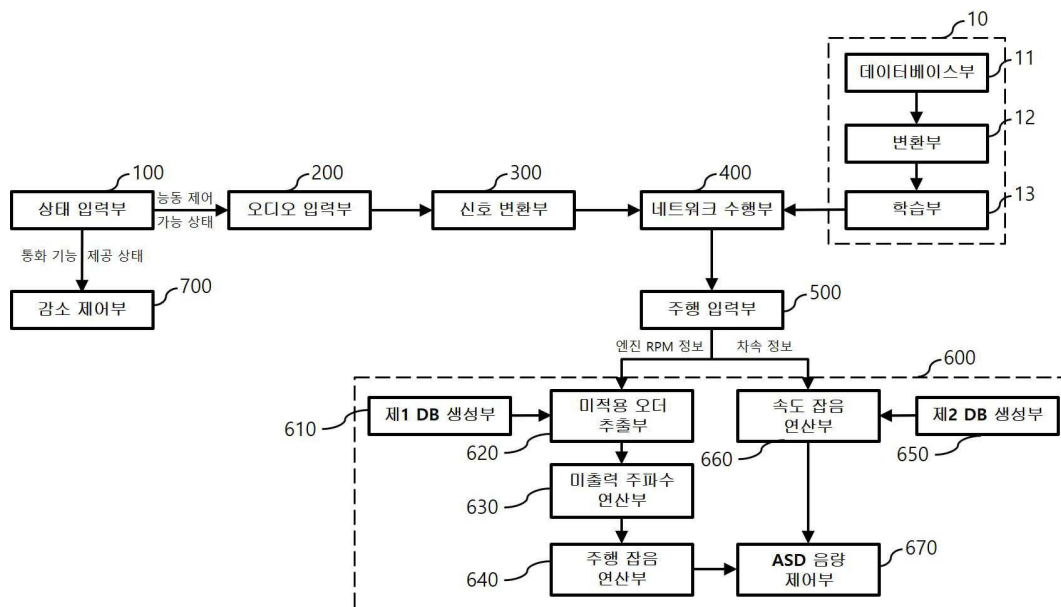 10
데이터베이스부
11
변환부
12
학습부
13
상태 입력부
100
능동 제어
가능 상태
오디오 입력부
200
신호 변환부
300
네트워크 수행부
400
통화 기능 제공 상태
감소 제어부
700
주행 입력부
500
엔진 RPM 정보
차속 정보
600
610
제1 DB 생성부
미적용 오더
추출부
620
속도 잡음
연산부
660
제2 DB 생성부
650
미출력 주파수
연산부
630
주행 잡음
연산부
640
ASD 음량
제어부
670